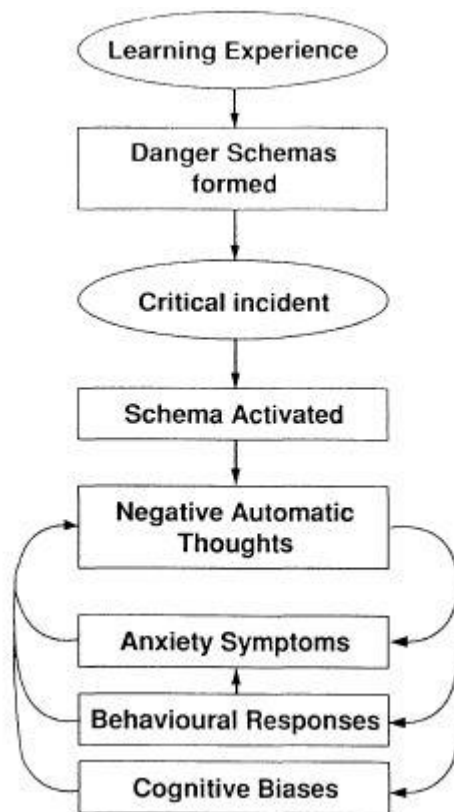 Learning Experience
Danger Schemas
formed
Critical incident
Schema Activated
Negative Automatic
Thoughts
Anxiety Symptoms
Behavioural Responses
Cognitive Biases